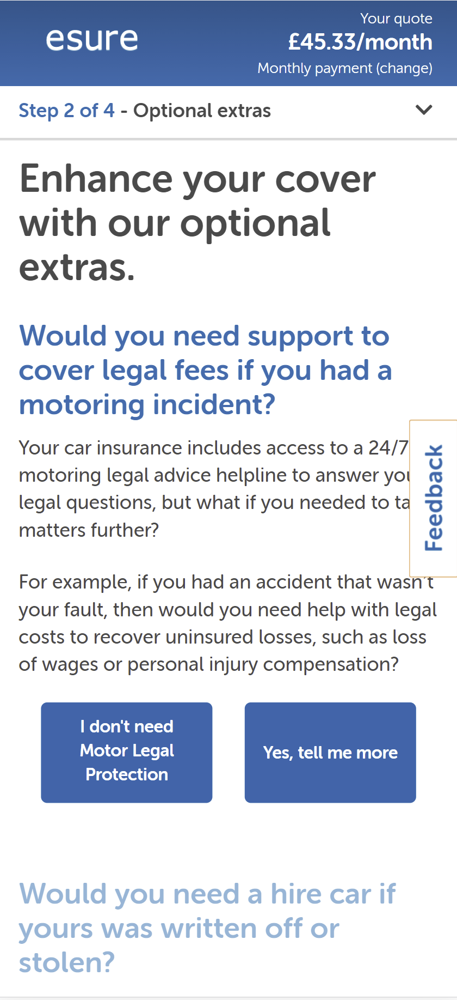 esure
Your quote
£45.33/month
Monthly payment (change)
Step 2 of 4 - Optional extras
Enhance your cover
with our optional
extras.
Would you need support to
cover legal fees if you had a
motoring incident?
Your car insurance includes access to a 24/7
motoring legal advice helpline to answer
legal questions, but what if you needed to
matters further?
Feedback
For example, if you had an accident that wasn't
your fault, then would you need help with legal
costs to recover uninsured losses, such as loss
of wages or personal injury compensation?
I don't need
Motor Legal
Protection
Yes, tell me more
Would you need a hire car if
yours was written off or
stolen?